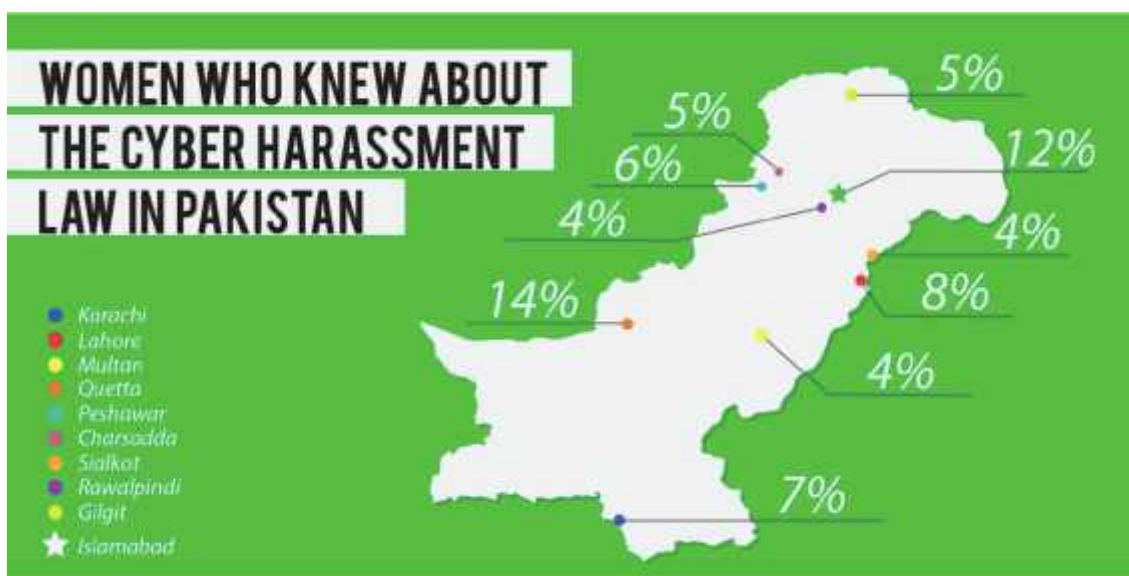 WOMEN WHO KNEW ABOUT
THE CYBER HARASSMENT
LAW IN PAKISTAN
5%
5%
12%
6%
4%
4%
14%
8%
4%
7%
Karachi
Lahore
Multan
Quetta
Peshawar
Charsadda
Sialkot
Rawalpindi
Gilgit
Islamabad